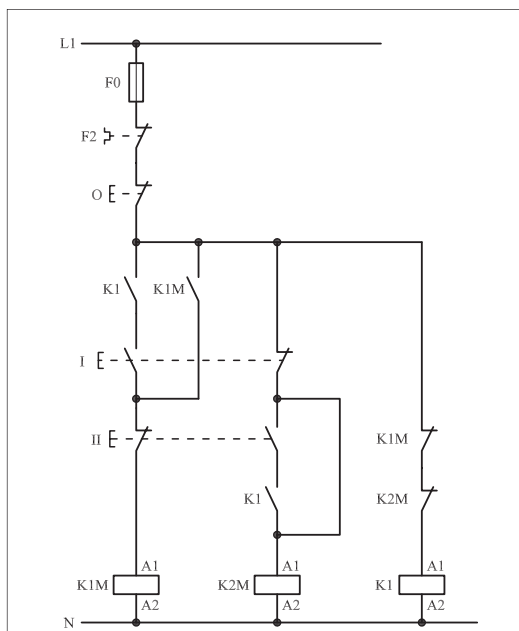 L1
F0
F2
O
K1 K1M
I
II K1M
K1 K2M
A1 A1 A1
K1M K2M K1
A2 A2 A2
N